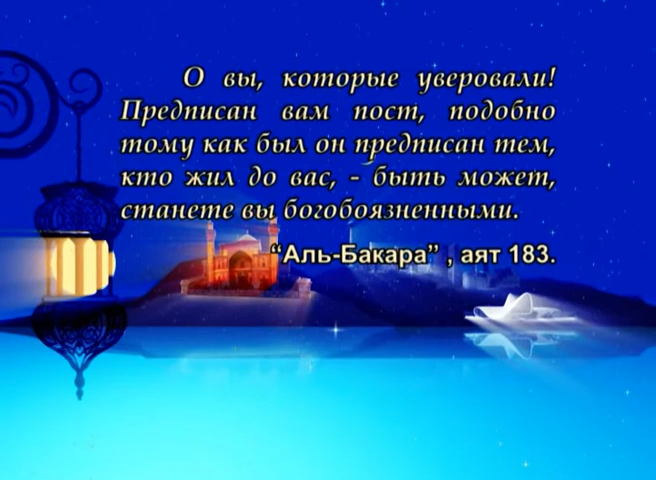 О вы, которые уверовали!
Предписан вам пост, подобно
тому как был он предписан тем,
кто жил до вас, - быть может,
станете вы богобоязненными.
“Аль-Бакара” , аят 183.